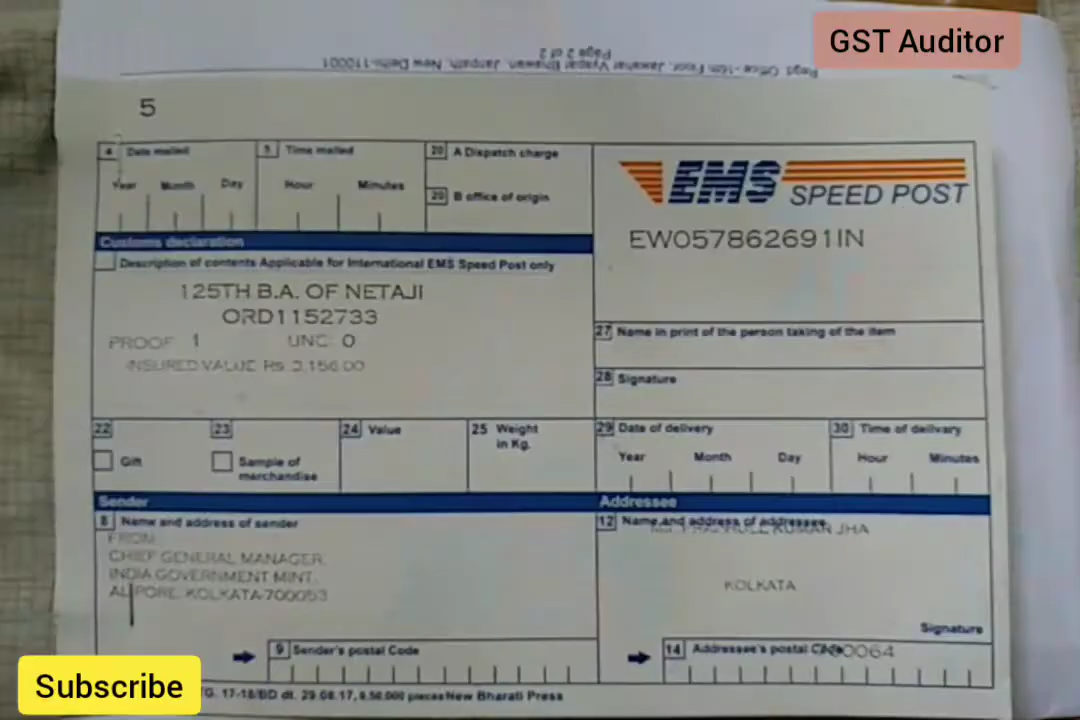 GST Auditor
Page 2 of 2
Regd. Office - 16th Floor, Jawahar Vyapar Bhawan, Janpath, New Delhi-110001
5
4 Date mailed
Year Month Day
5 Time mailed
Hour Minutes
20 A Dispatch charge
20 B office of origin
EMS SPEED POST
EW057862691IN
Customs declaration
Description of contents Applicable for International EMS Speed Post only
125TH B.A. OF NETAJI
ORD1152733
PROOF 1 UNC 0
INSURED VALUE Rs 3,156.00
27 Name in print of the person taking of the item
28 Signature
22
Gift
23
Sample of
merchandise
24 Value
25 Weight
in Kg.
29 Date of delivery
Year Month Day
30 Time of delivary
Hour Minutes
Sender
8 Name and address of sender
FROM
CHIEF GENERAL MANAGER,
INDIA GOVERNMENT MINT,
ALIPORE, KOLKATA-700053
9 Sender's postal Code
Addressee
12 Name and address of addressee
KUMAR JHA
KOLKATA
Signature
14 Addressee's postal Code
Subscribe
TG. 17-18/BD dt. 29.08.17, 9,50,000 pieces New Bharati Press